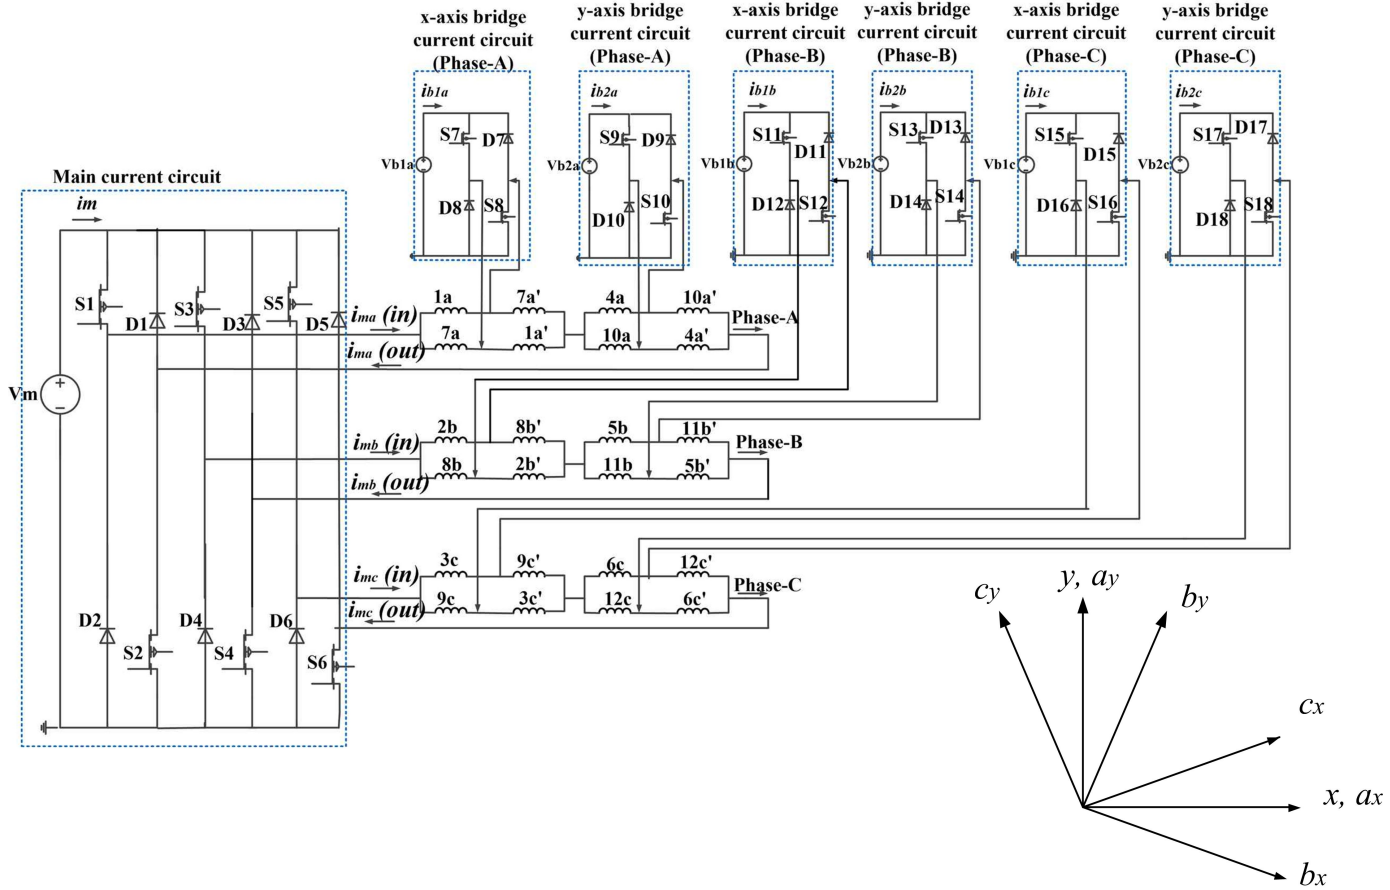 x-axis bridge
current circuit
(Phase-A)
y-axis bridge
current circuit
(Phase-A)
x-axis bridge
current circuit
(Phase-B)
y-axis bridge
current circuit
(Phase-B)
x-axis bridge
current circuit
(Phase-C)
y-axis bridge
current circuit
(Phase-C)
ib1a
S7
D7
Vb1a
D8
S8
ib2a
S9
D9
Vb2a
D10
S10
ib1b
S11
D11
Vb1b
D12
S12
ib2b
S13
D13
Vb2b
D14
S14
ib1c
S15
D15
Vb1c
D16
S16
ib2c
S17
D17
Vb2c
D18
S18
Main current circuit
im
S1
D1
S3
D3
S5
D5
Vm
D2
S2
D4
S4
D6
S6
ima (in)
1a
7a'
4a
10a'
Phase-A
7a
1a'
10a
4a'
ima (out)
imb (in)
2b
8b'
5b
11b'
Phase-B
8b
2b'
11b
5b'
imb (out)
imc (in)
3c
9c'
6c
12c'
Phase-C
9c
3c'
12c
6c'
imc (out)
cy
y, ay
by
cx
x, ax
bx